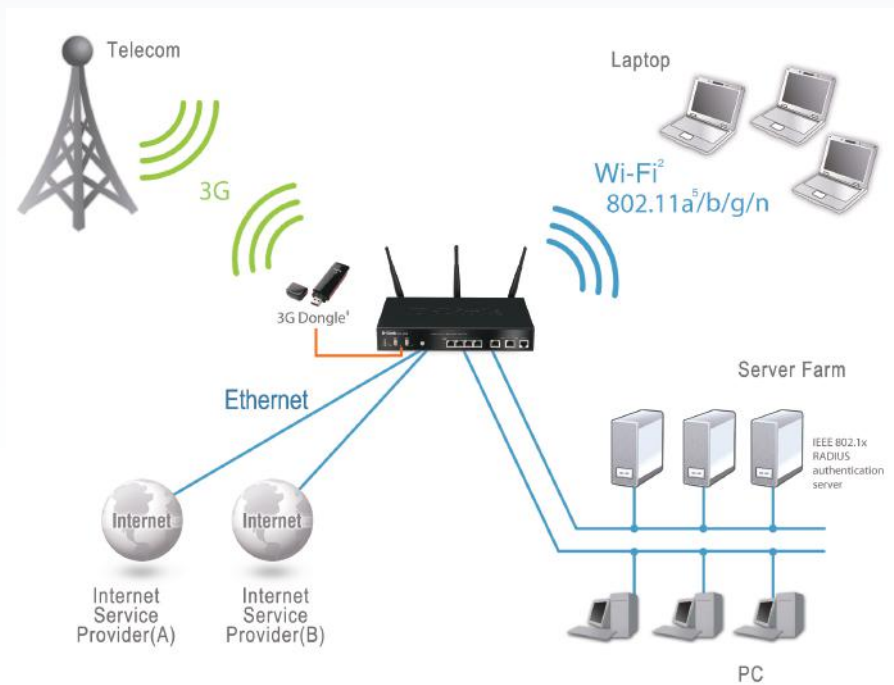 Telecom
Laptop
3G
Wi-Fi²
802.11a⁵/b/g/n
3G Dongle¹
D-Link
Ethernet
Server Farm
IEEE 802.1x
RADIUS
authentication
server
Internet
Internet
Internet
Service
Provider(A)
Internet
Service
Provider(B)
PC